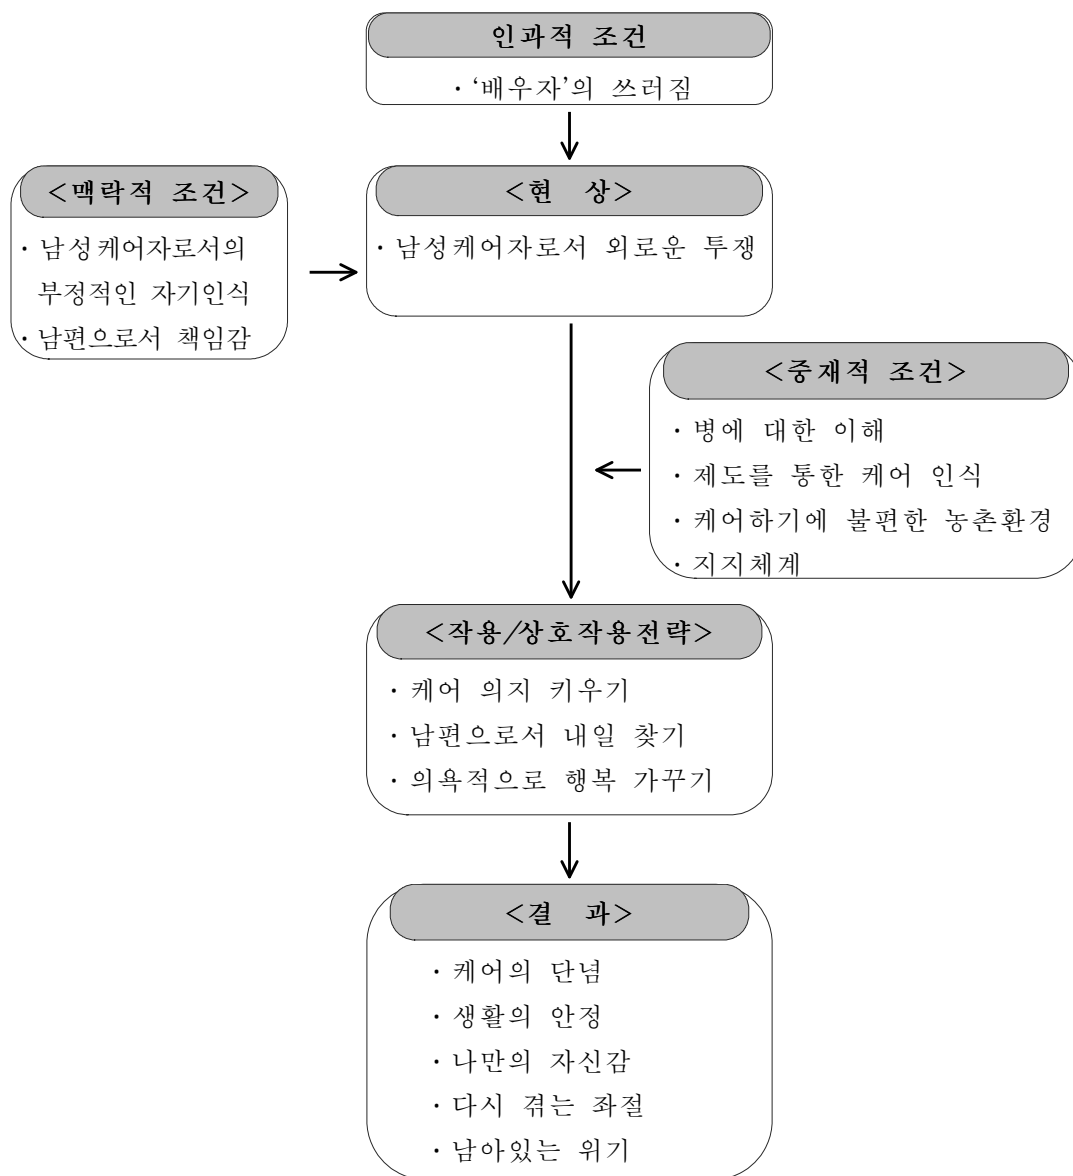 인과적 조건
· ‘배우자’의 쓰러짐
<맥락적 조건>
· 남성케어자로서의
부정적인 자기인식
· 남편으로서 책임감
<현 상>
· 남성케어자로서 외로운 투쟁
<중재적 조건>
· 병에 대한 이해
· 제도를 통한 케어 인식
· 케어하기에 불편한 농촌환경
· 지지체계
<작용/상호작용전략>
· 케어 의지 키우기
· 남편으로서 내일 찾기
· 의욕적으로 행복 가꾸기
<결 과>
· 케어의 단념
· 생활의 안정
· 나만의 자신감
· 다시 겪는 좌절
· 남아있는 위기